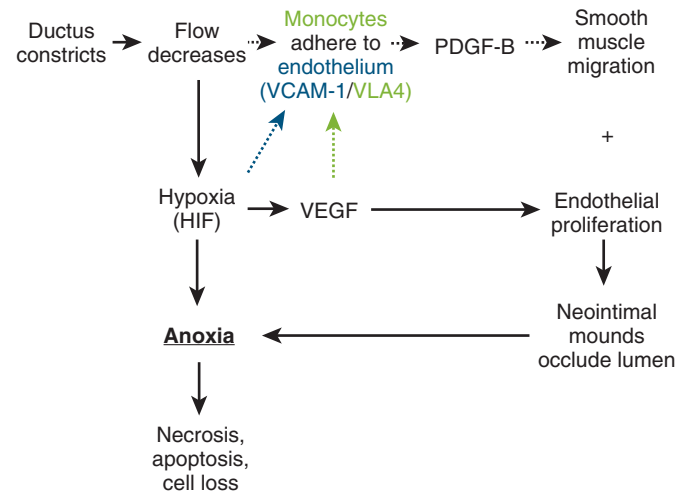 Ductus
constricts
Flow
decreases
Monocytes
adhere to
endothelium
(VCAM-1/VLA4)
PDGF-B
Smooth
muscle
migration
+
Hypoxia
(HIF)
VEGF
Endothelial
proliferation
Anoxia
Neointimal
mounds
occlude lumen
Necrosis,
apoptosis,
cell loss